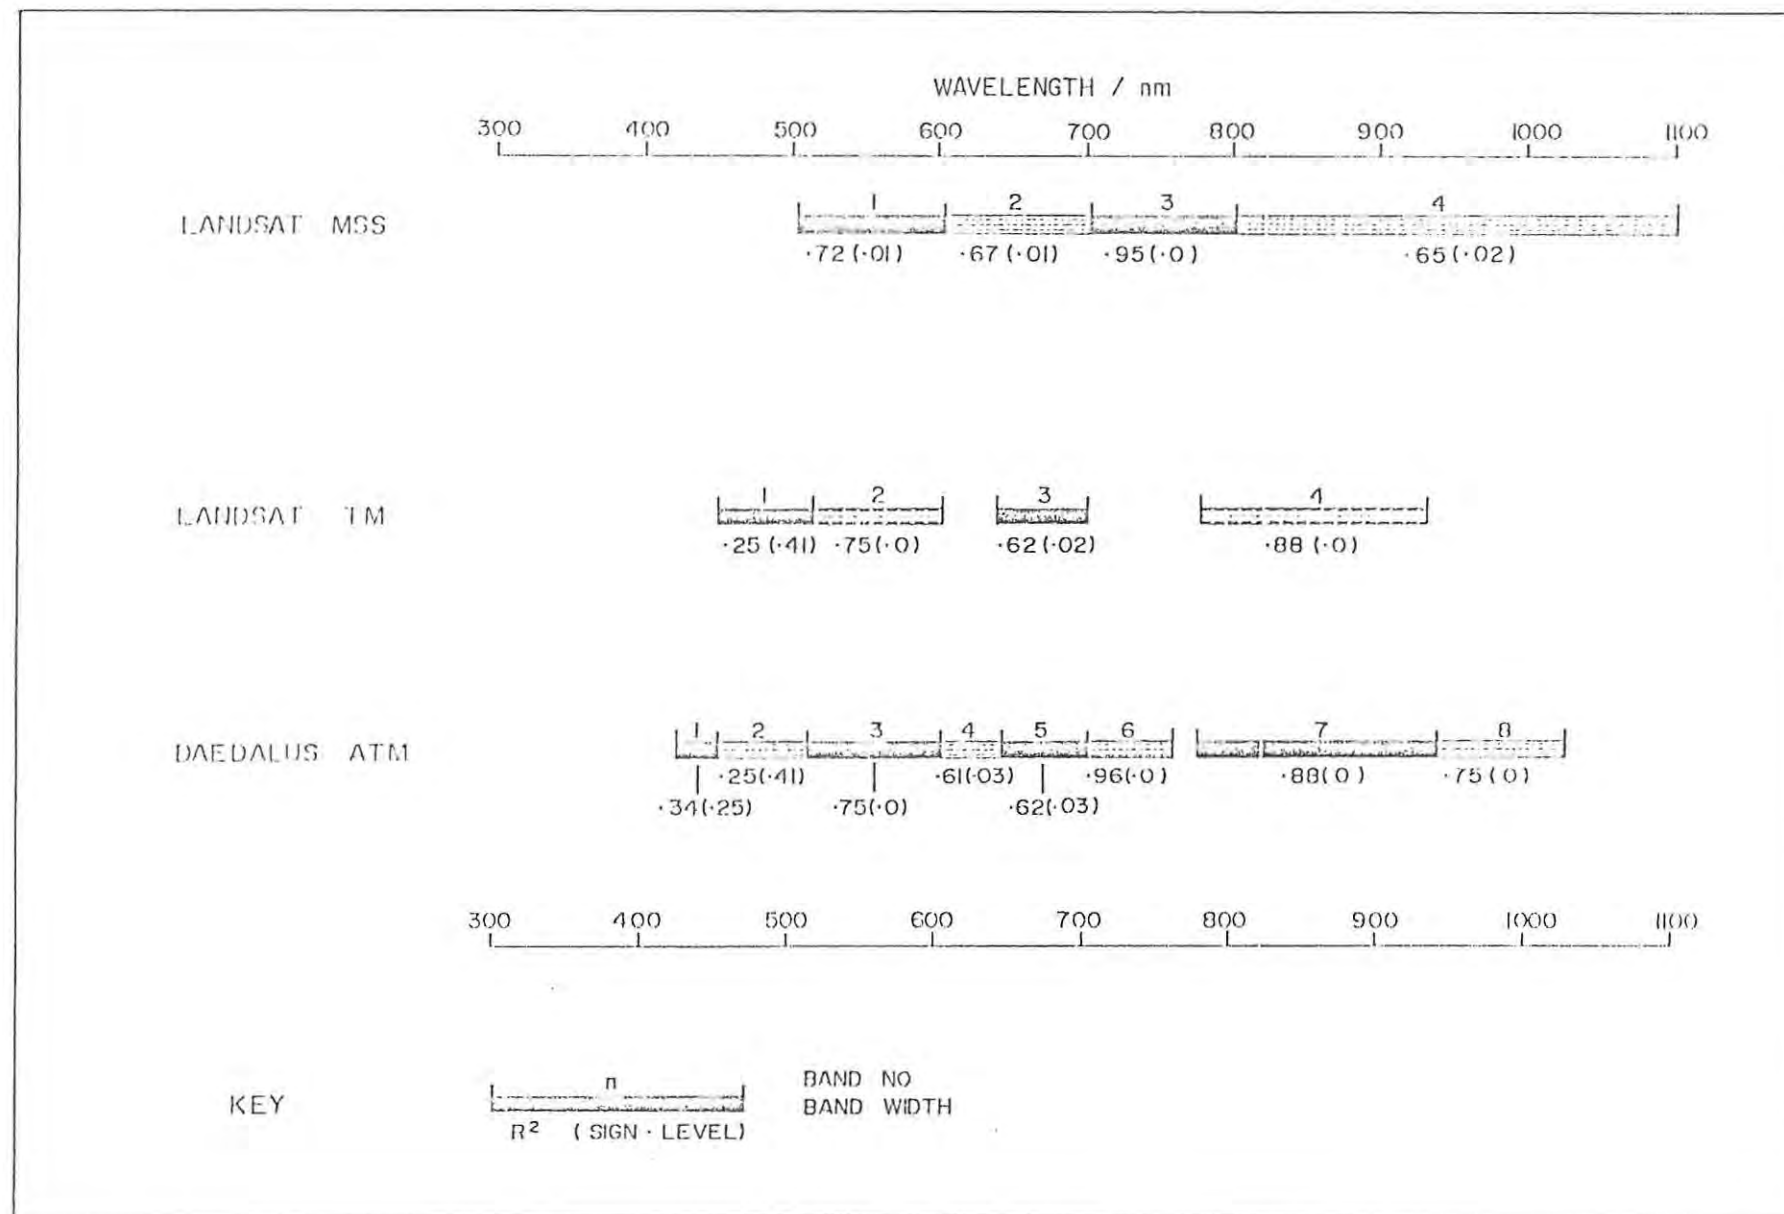 WAVELENGTH / nm
300 400 500 600 700 800 900 1000 1100
LANDSAT MSS
1 2 3 4
·72(·01) ·67(·01) ·95(·0) ·65(·02)
LANDSAT TM
1 2 3 4
·25(·41) ·75(·0) ·62(·02) ·88(·0)
DAEDALUS ATM
1 2 3 4 5 6 7 8
·25(·41) ·61(·03) ·96(·0) ·88(0) ·75(0)
·34(·25) ·75(·0) ·62(·03)
300 400 500 600 700 800 900 1000 1100
KEY
n BAND NO
BAND WIDTH
R² (SIGN · LEVEL)